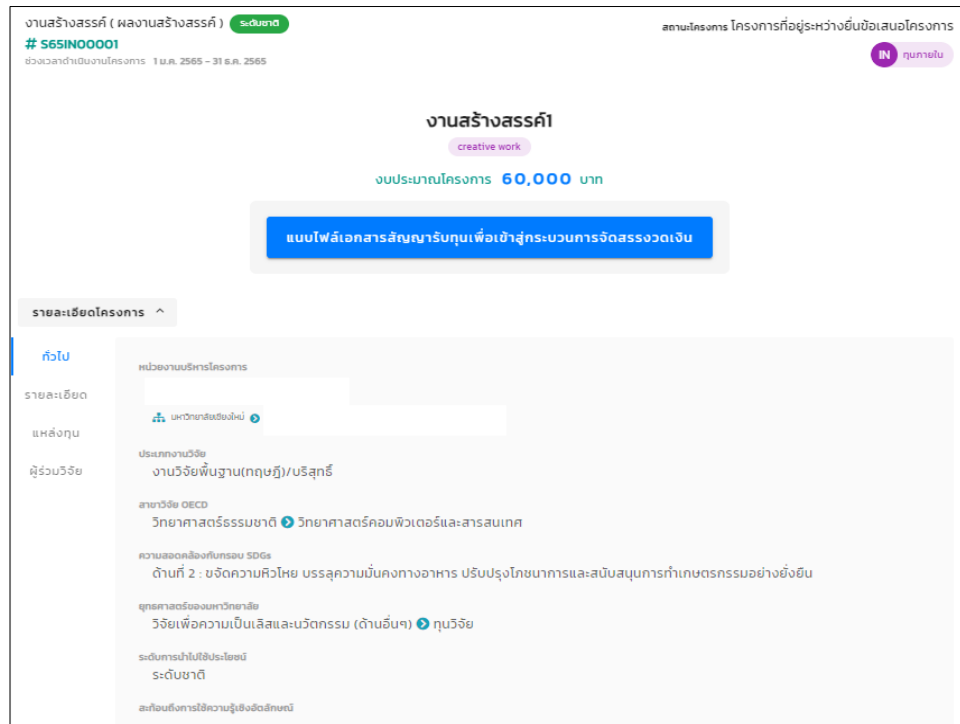 งานสร้างสรรค์ ( ผลงานสร้างสรรค์ ) ระดับชาติ
สถานะโครงการ โครงการที่อยู่ระหว่างยื่นข้อเสนอโครงการ
# S65IN00001
ช่วงเวลาดำเนินงานโครงการ 1 ม.ค. 2565 - 31 ธ.ค. 2565
IN ทุนภายใน
งานสร้างสรรค์1
creative work
งบประมาณโครงการ 60,000 บาท
แนบไฟล์เอกสารสัญญารับทุนเพื่อเข้าสู่กระบวนการจัดสรรงวดเงิน
รายละเอียดโครงการ
ทั่วไป
รายละเอียด
แหล่งทุน
ผู้ร่วมวิจัย
หน่วยงานบริหารโครงการ
มหาวิทยาลัยเชียงใหม่
ประเภทงานวิจัย
งานวิจัยพื้นฐาน(ทฤษฎี)/บริสุทธิ์
สาขาวิจัย OECD
วิทยาศาสตร์ธรรมชาติ วิทยาศาสตร์คอมพิวเตอร์และสารสนเทศ
ความสอดคล้องกับกรอบ SDGs
ด้านที่ 2 : ขจัดความหิวโหย บรรลุความมั่นคงทางอาหาร ปรับปรุงโภชนาการและสนับสนุนการทำเกษตรกรรมอย่างยั่งยืน
ยุทธศาสตร์ของมหาวิทยาลัย
วิจัยเพื่อความเป็นเลิศและนวัตกรรม (ด้านอื่นๆ) ทุนวิจัย
ระดับการนำไปใช้ประโยชน์
ระดับชาติ
สะท้อนถึงการใช้ความรู้เชิงอัตลักษณ์